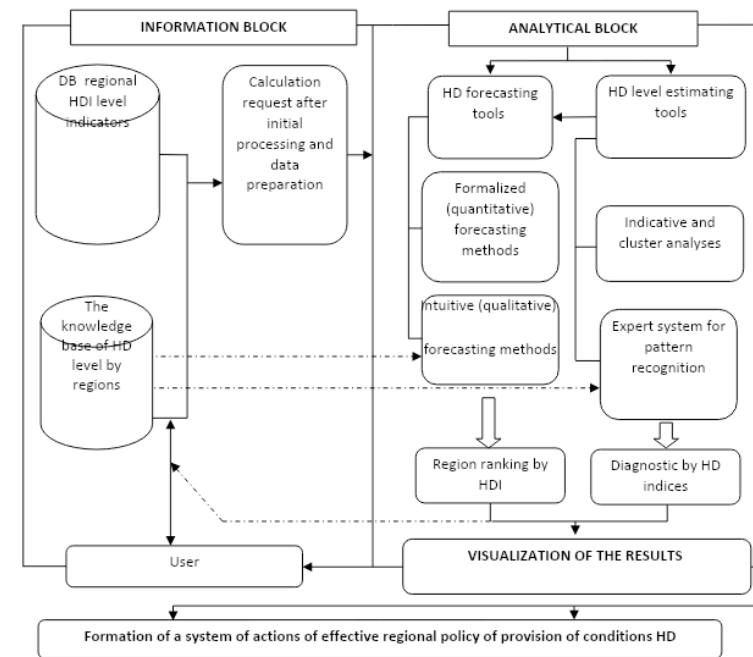 INFORMATION BLOCK
DB regional
HDI level
indicators
Calculation
request after
initial
processing and
data
preparation
The
knowledge
base of HD
level by
regions
User
ANALYTICAL BLOCK
HD forecasting
tools
HD level estimating
tools
Formalized
(quantitative)
forecasting
methods
Indicative and
cluster analyses
Intuitive (qualitative)
forecasting methods
Expert system for
pattern
recognition
Region ranking by
HDI
Diagnostic by HD
indices
VISUALIZATION OF THE RESULTS
Formation of a system of actions of effective regional policy of provision of conditions HD